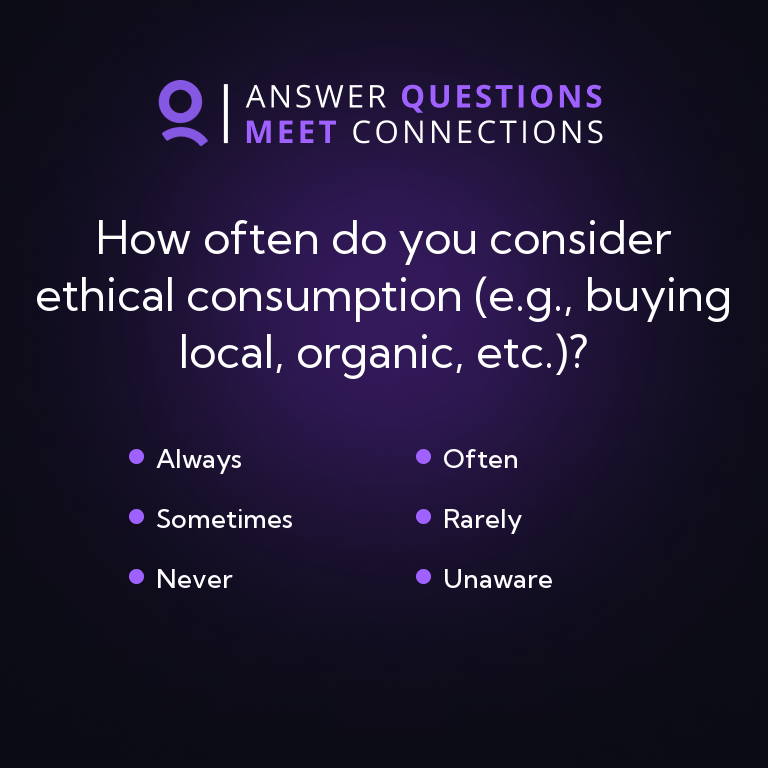 ANSWER QUESTIONS
MEET CONNECTIONS
How often do you consider
ethical consumption (e.g., buying
local, organic, etc.)?
Always
Often
Sometimes
Rarely
Never
Unaware